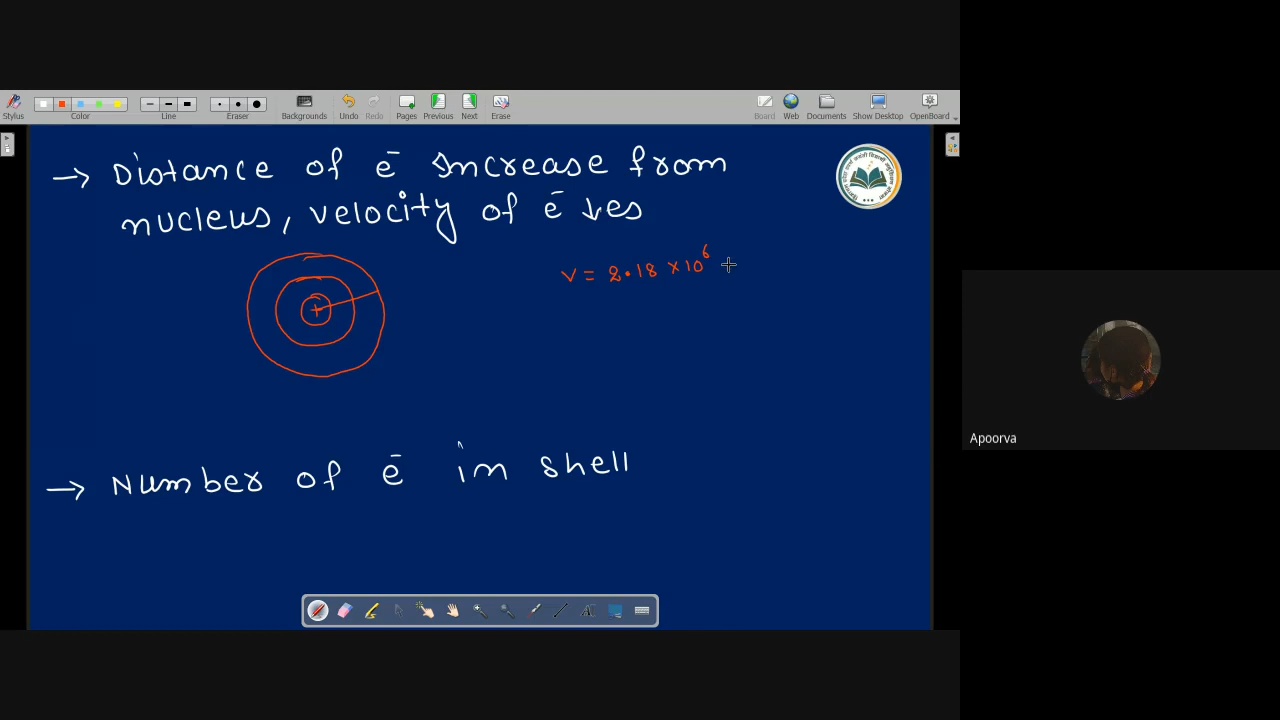 Stylus
Color
Line
Eraser
Backgrounds
Undo
Redo
Pages
Previous
Next
Erase
Board
Web
Documents
Show Desktop
OpenBoard
→ Distance of e⁻ Increase from
nucleus, velocity of e⁻ ↓es
v = 2.18 × 10⁶
+
→ Number of e⁻ in shell
Apoorva